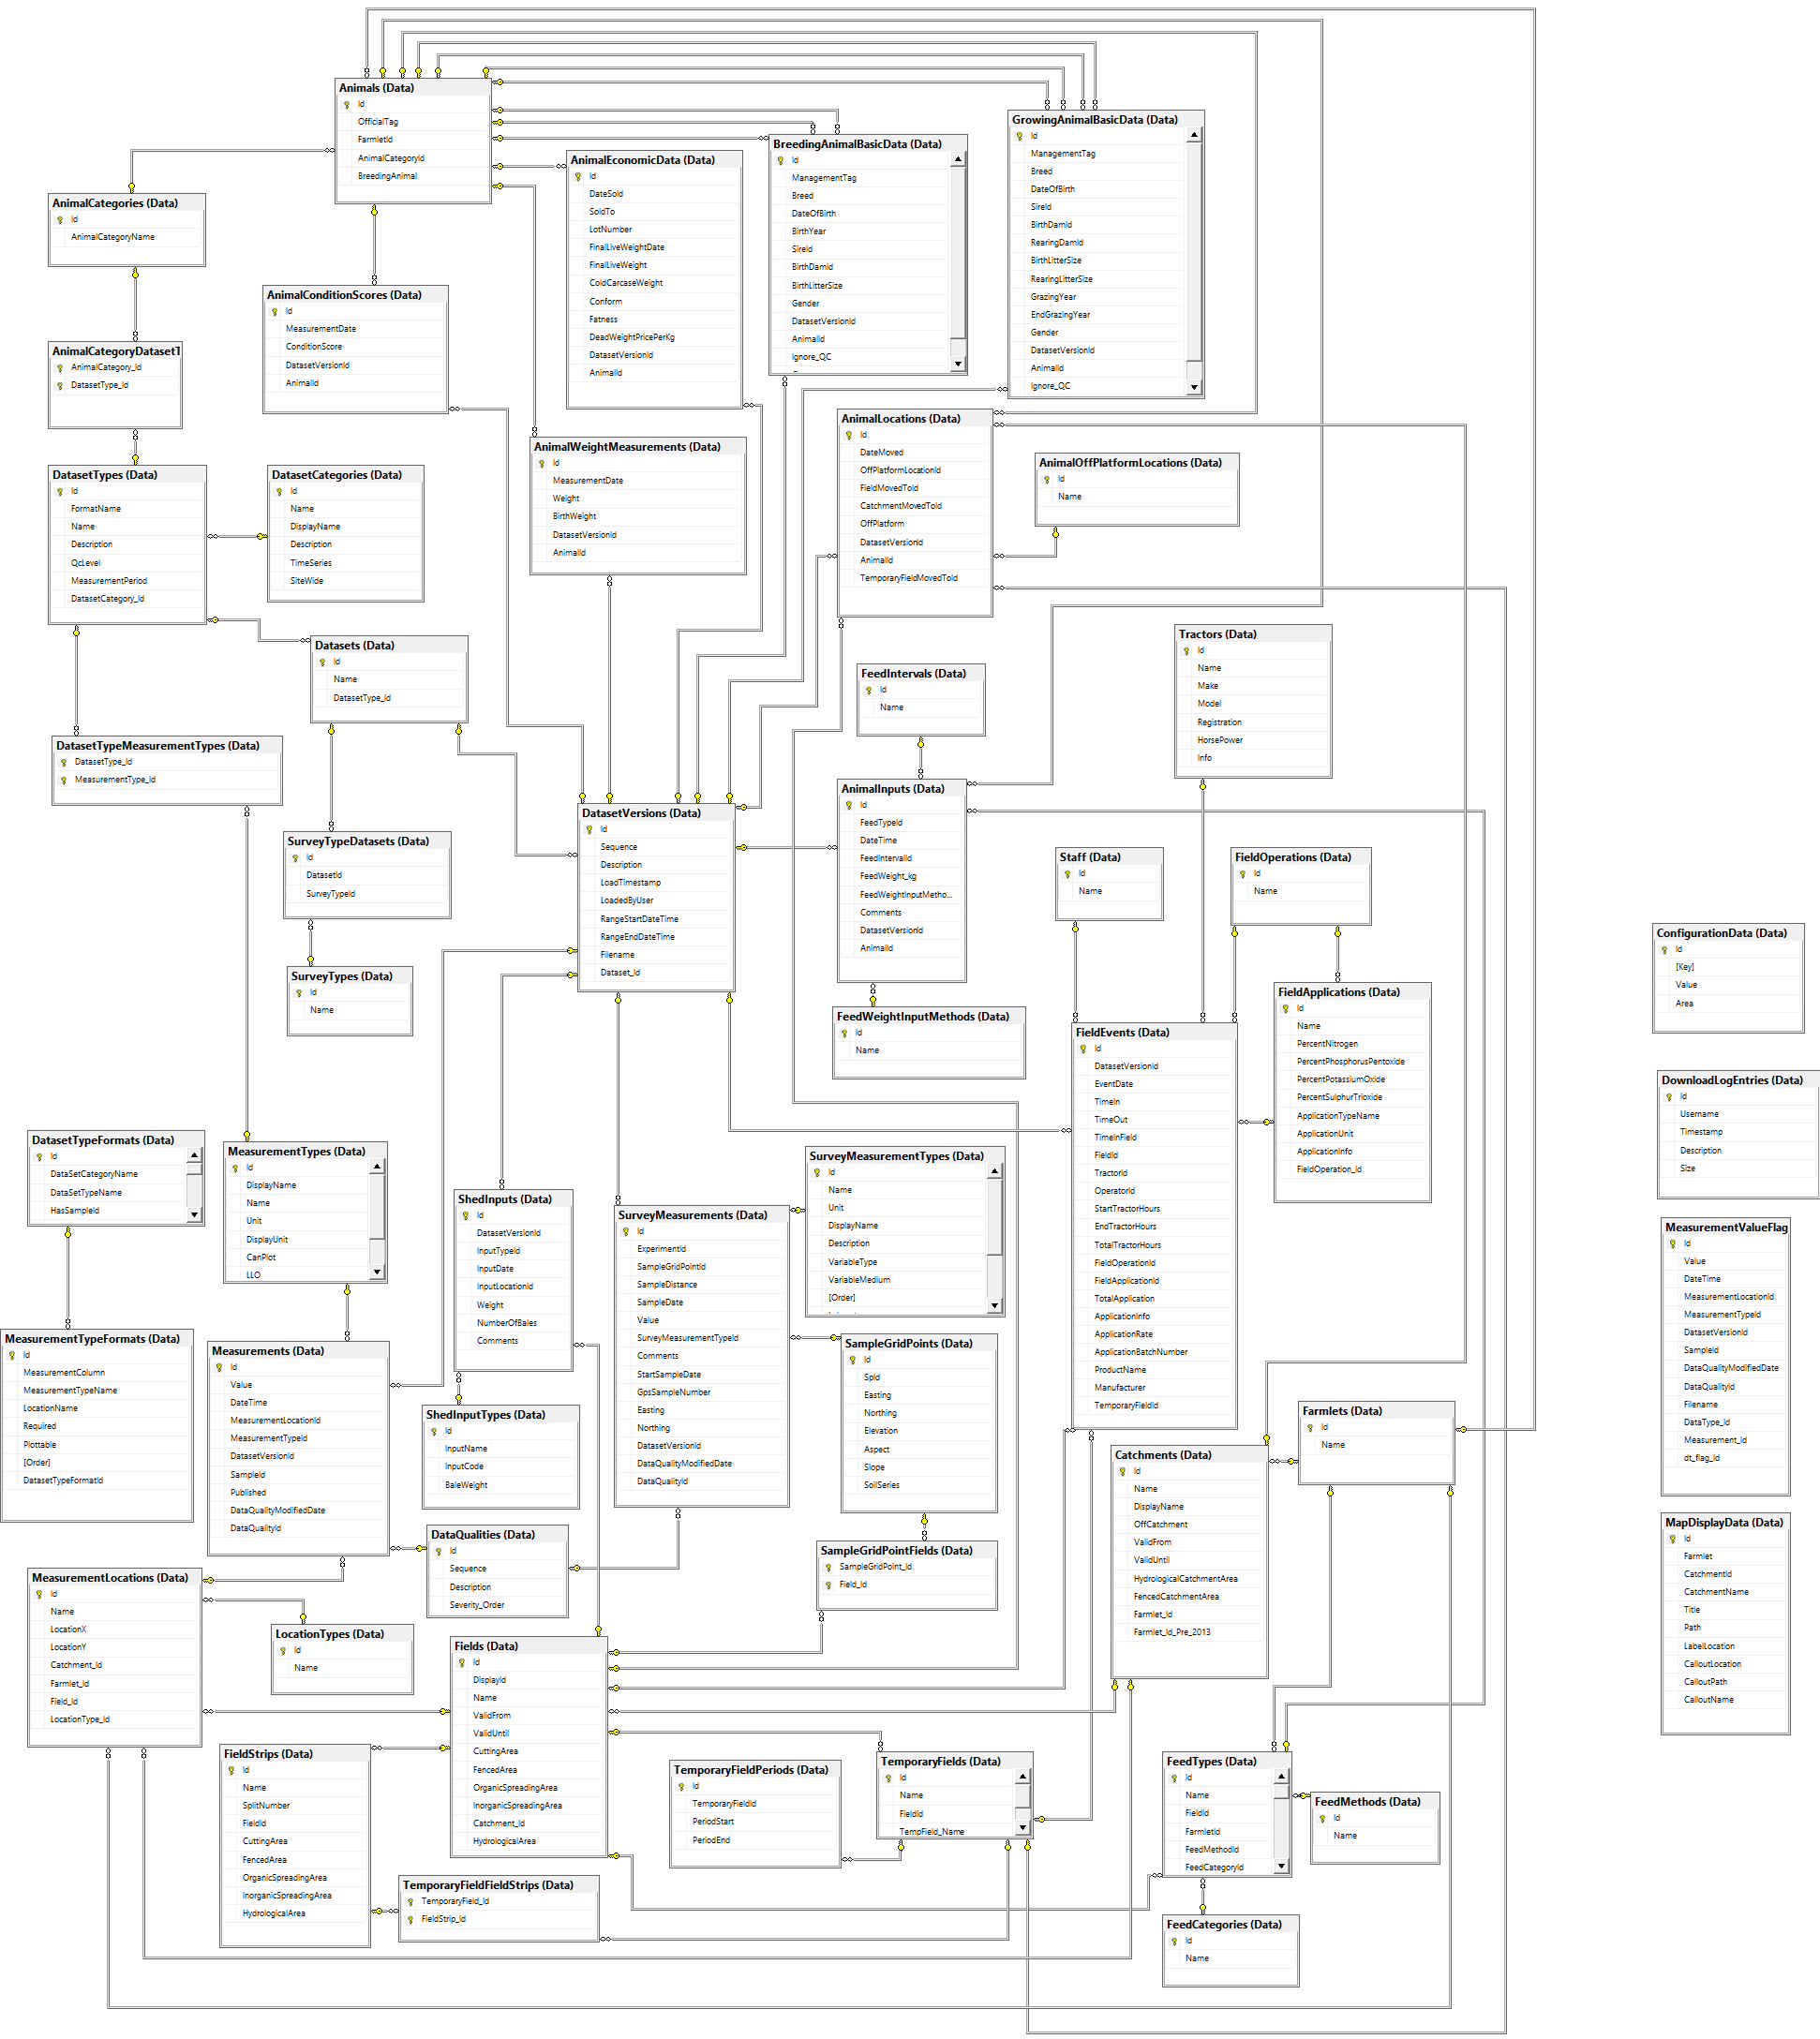 Animals (Data)
Id
OfficialTag
FarmletId
AnimalCategoryId
BreedingAnimal
AnimalCategories (Data)
Id
AnimalCategoryName
AnimalConditionScores (Data)
Id
MeasurementDate
ConditionScore
DatasetVersionId
AnimalId
AnimalEconomicData (Data)
Id
DateSold
SoldTo
LotNumber
FinalLiveWeightDate
FinalLiveWeight
ColdCarcaseWeight
Conform
Fatness
DeadWeightPricePerKg
DatasetVersionId
AnimalId
BreedingAnimalBasicData (Data)
Id
ManagementTag
Breed
DateOfBirth
BirthYear
SireId
BirthDamId
BirthLitterSize
Gender
DatasetVersionId
AnimalId
Ignore_QC
GrowingAnimalBasicData (Data)
Id
ManagementTag
Breed
DateOfBirth
SireId
BirthDamId
RearingDamId
BirthLitterSize
RearingLitterSize
GrazingYear
EndGrazingYear
Gender
DatasetVersionId
AnimalId
Ignore_QC
AnimalCategoryDatasetT
AnimalCategory_Id
DatasetType_Id
DatasetTypes (Data)
Id
FormatName
Name
Description
QcLevel
MeasurementPeriod
DatasetCategory_Id
DatasetCategories (Data)
Id
Name
DisplayName
Description
TimeSeries
SiteWide
AnimalWeightMeasurements (Data)
Id
MeasurementDate
Weight
BirthWeight
DatasetVersionId
AnimalId
AnimalLocations (Data)
Id
DateMoved
OffPlatformLocationId
FieldMovedToId
CatchmentMovedToId
OffPlatform
DatasetVersionId
AnimalId
TemporaryFieldMovedToId
AnimalOffPlatformLocations (Data)
Id
Name
Datasets (Data)
Id
Name
DatasetType_Id
FeedIntervals (Data)
Id
Name
Tractors (Data)
Id
Name
Make
Model
Registration
HorsePower
Info
DatasetTypeMeasurementTypes (Data)
DatasetType_Id
MeasurementType_Id
SurveyTypeDatasets (Data)
Id
DatasetId
SurveyTypeId
SurveyTypes (Data)
Id
Name
DatasetVersions (Data)
Id
Sequence
Description
LoadTimestamp
LoadedByUser
RangeStartDateTime
RangeEndDateTime
Filename
Dataset_Id
AnimalInputs (Data)
Id
FeedTypeId
DateTime
FeedIntervalId
FeedWeight_kg
FeedWeightInputMetho...
Comments
DatasetVersionId
AnimalId
FeedWeightInputMethods (Data)
Id
Name
Staff (Data)
Id
Name
FieldOperations (Data)
Id
Name
FieldEvents (Data)
Id
DatasetVersionId
EventDate
TimeIn
TimeOut
TimeInField
FieldId
TractorId
OperatorId
StartTractorHours
EndTractorHours
TotalTractorHours
FieldOperationId
FieldApplicationId
TotalApplication
ApplicationInfo
ApplicationRate
ApplicationBatchNumber
ProductName
Manufacturer
TemporaryFieldId
FieldApplications (Data)
Id
Name
PercentNitrogen
PercentPhosphorusPentoxide
PercentPotassiumOxide
PercentSulphurTrioxide
ApplicationTypeName
ApplicationUnit
ApplicationInfo
FieldOperation_Id
ConfigurationData (Data)
Id
[Key]
Value
Area
DownloadLogEntries (Data)
Id
Username
Timestamp
Description
Size
MeasurementValueFlag
Id
Value
DateTime
MeasurementLocationId
MeasurementTypeId
DatasetVersionId
SampleId
DataQualityModifiedDate
DataQualityId
Filename
DataType_Id
Measurement_Id
dt_flag_Id
MapDisplayData (Data)
Id
Farmlet
CatchmentId
CatchmentName
Title
Path
LabelLocation
CalloutLocation
CalloutPath
CalloutName
DatasetTypeFormats (Data)
Id
DataSetCategoryName
DataSetTypeName
HasSampleId
MeasurementTypes (Data)
Id
DisplayName
Name
Unit
DisplayUnit
CanPlot
LLO
MeasurementTypeFormats (Data)
Id
MeasurementColumn
MeasurementTypeName
LocationName
Required
Plottable
[Order]
DatasetTypeFormatId
Measurements (Data)
Id
Value
DateTime
MeasurementLocationId
MeasurementTypeId
DatasetVersionId
SampleId
Published
DataQualityModifiedDate
DataQualityId
ShedInputs (Data)
Id
DatasetVersionId
InputTypeId
InputDate
InputLocationId
Weight
NumberOfBales
Comments
ShedInputTypes (Data)
Id
InputName
InputCode
BaleWeight
DataQualities (Data)
Id
Sequence
Description
Severity_Order
SurveyMeasurements (Data)
Id
ExperimentId
SampleGridPointId
SampleDistance
SampleDate
Value
SurveyMeasurementTypeId
Comments
StartSampleDate
GpsSampleNumber
Easting
Northing
DatasetVersionId
DataQualityModifiedDate
DataQualityId
SurveyMeasurementTypes (Data)
Id
Name
Unit
DisplayName
Description
VariableType
VariableMedium
[Order]
SampleGridPoints (Data)
Id
SpId
Easting
Northing
Elevation
Aspect
Slope
SoilSeries
SampleGridPointFields (Data)
SampleGridPoint_Id
Field_Id
Farmlets (Data)
Id
Name
Catchments (Data)
Id
Name
DisplayName
OffCatchment
ValidFrom
ValidUntil
HydrologicalCatchmentArea
FencedCatchmentArea
Farmlet_Id
Farmlet_Id_Pre_2013
MeasurementLocations (Data)
Id
Name
LocationX
LocationY
Catchment_Id
Farmlet_Id
Field_Id
LocationType_Id
LocationTypes (Data)
Id
Name
Fields (Data)
Id
DisplayId
Name
ValidFrom
ValidUntil
CuttingArea
FencedArea
OrganicSpreadingArea
InorganicSpreadingArea
Catchment_Id
HydrologicalArea
FieldStrips (Data)
Id
Name
SplitNumber
FieldId
CuttingArea
FencedArea
OrganicSpreadingArea
InorganicSpreadingArea
HydrologicalArea
TemporaryFieldFieldStrips (Data)
TemporaryField_Id
FieldStrip_Id
TemporaryFieldPeriods (Data)
Id
TemporaryFieldId
PeriodStart
PeriodEnd
TemporaryFields (Data)
Id
Name
FieldId
TempField_Name
FeedTypes (Data)
Id
Name
FieldId
FarmletId
FeedMethodId
FeedCategoryId
FeedMethods (Data)
Id
Name
FeedCategories (Data)
Id
Name